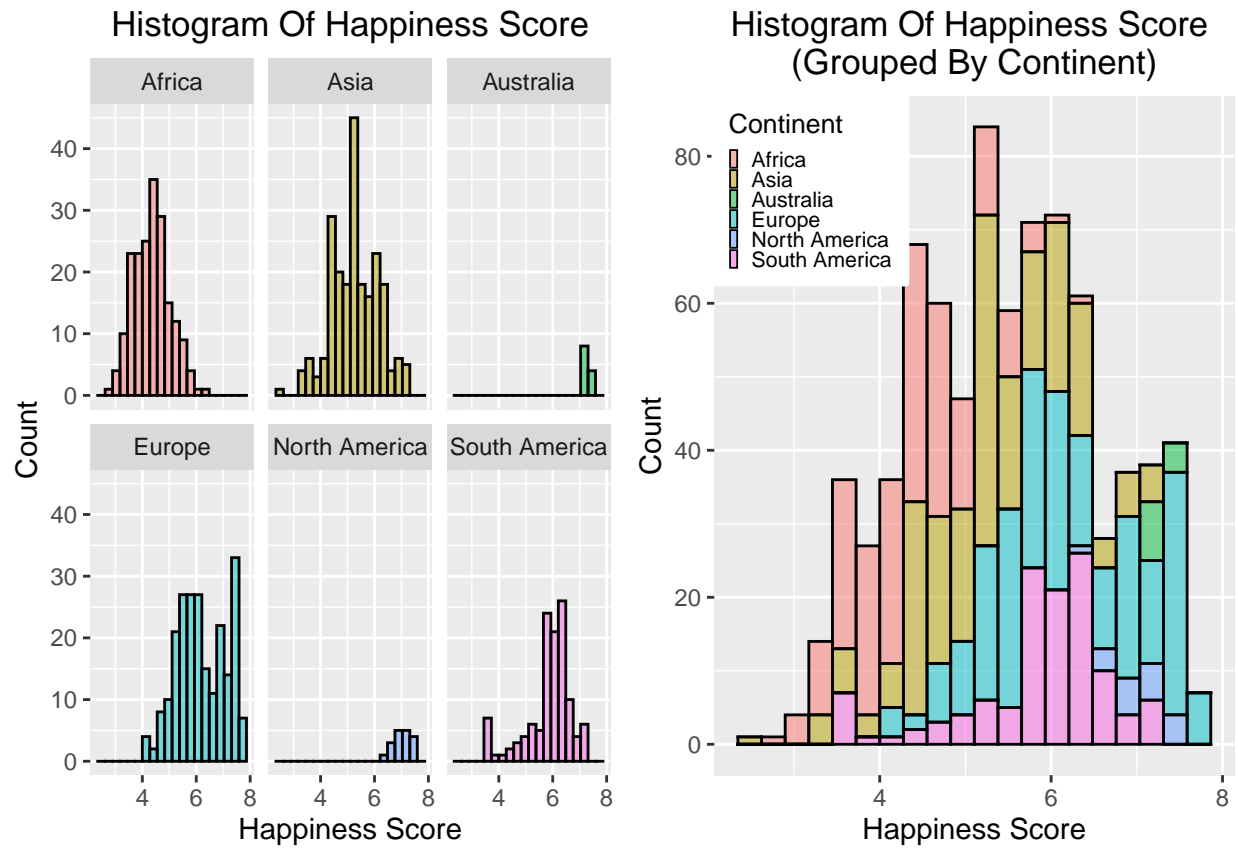 Histogram Of Happiness Score
Africa
Asia
Australia
40
30
20
10
0
Europe
North America
South America
40
30
20
10
0
4 6 8
4 6 8
4 6 8
Happiness Score
Count
Histogram Of Happiness Score
(Grouped By Continent)
Continent
Africa
Asia
Australia
Europe
North America
South America
80
60
40
20
0
4 6 8
Happiness Score
Count